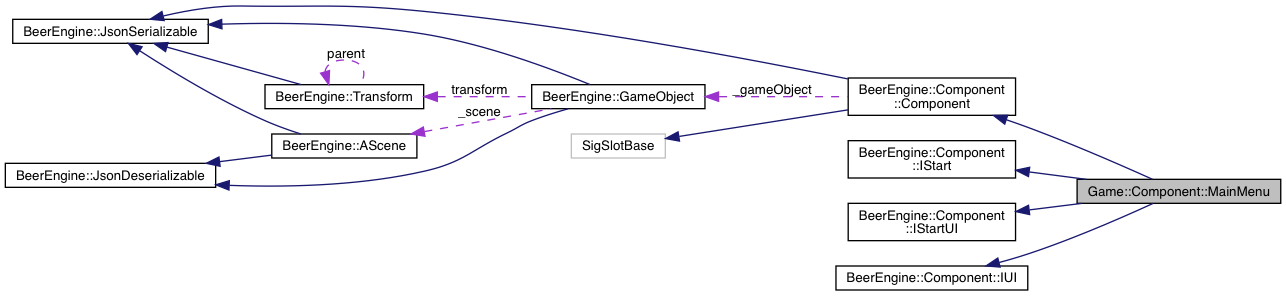 BeerEngine::JsonSerializable
parent
BeerEngine::Transform
transform
BeerEngine::GameObject
_gameObject
BeerEngine::Component
::Component
_scene
BeerEngine::AScene
SigSlotBase
BeerEngine::JsonDeserializable
BeerEngine::Component
::IStart
Game::Component::MainMenu
BeerEngine::Component
::IStartUI
BeerEngine::Component::IUI